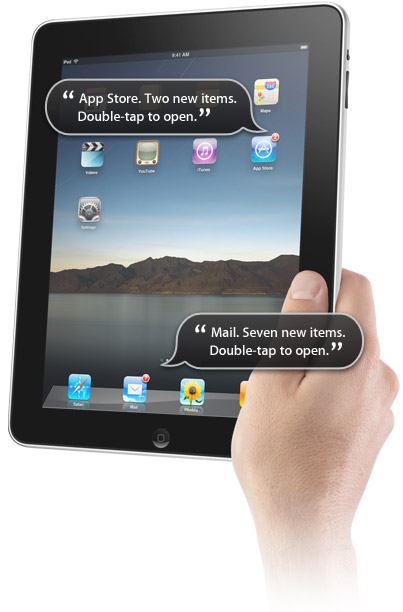 iPad
9:41 AM
“ App Store. Two new items.
Double-tap to open. ”
Maps
Videos
YouTube
iTunes
App Store
Settings
“ Mail. Seven new items.
Double-tap to open. ”
Safari
Mail
Photos